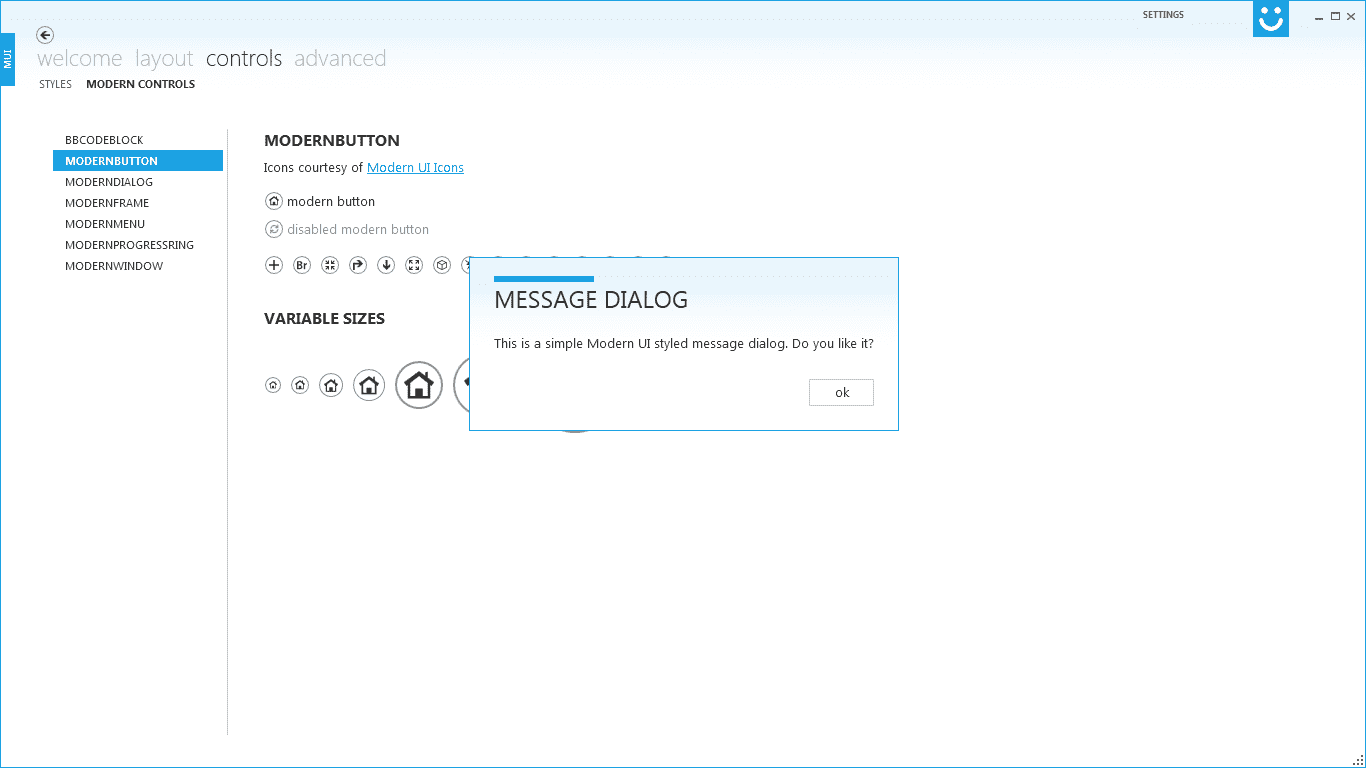 SETTINGS
MUI
welcome layout controls advanced
STYLES MODERN CONTROLS
BBCODEBLOCK
MODERNBUTTON
MODERNDIALOG
MODERNFRAME
MODERNMENU
MODERNPROGRESSRING
MODERNWINDOW
MODERNBUTTON
Icons courtesy of Modern UI Icons
modern button
disabled modern button
Br
VARIABLE SIZES
MESSAGE DIALOG
This is a simple Modern UI styled message dialog. Do you like it?
ok